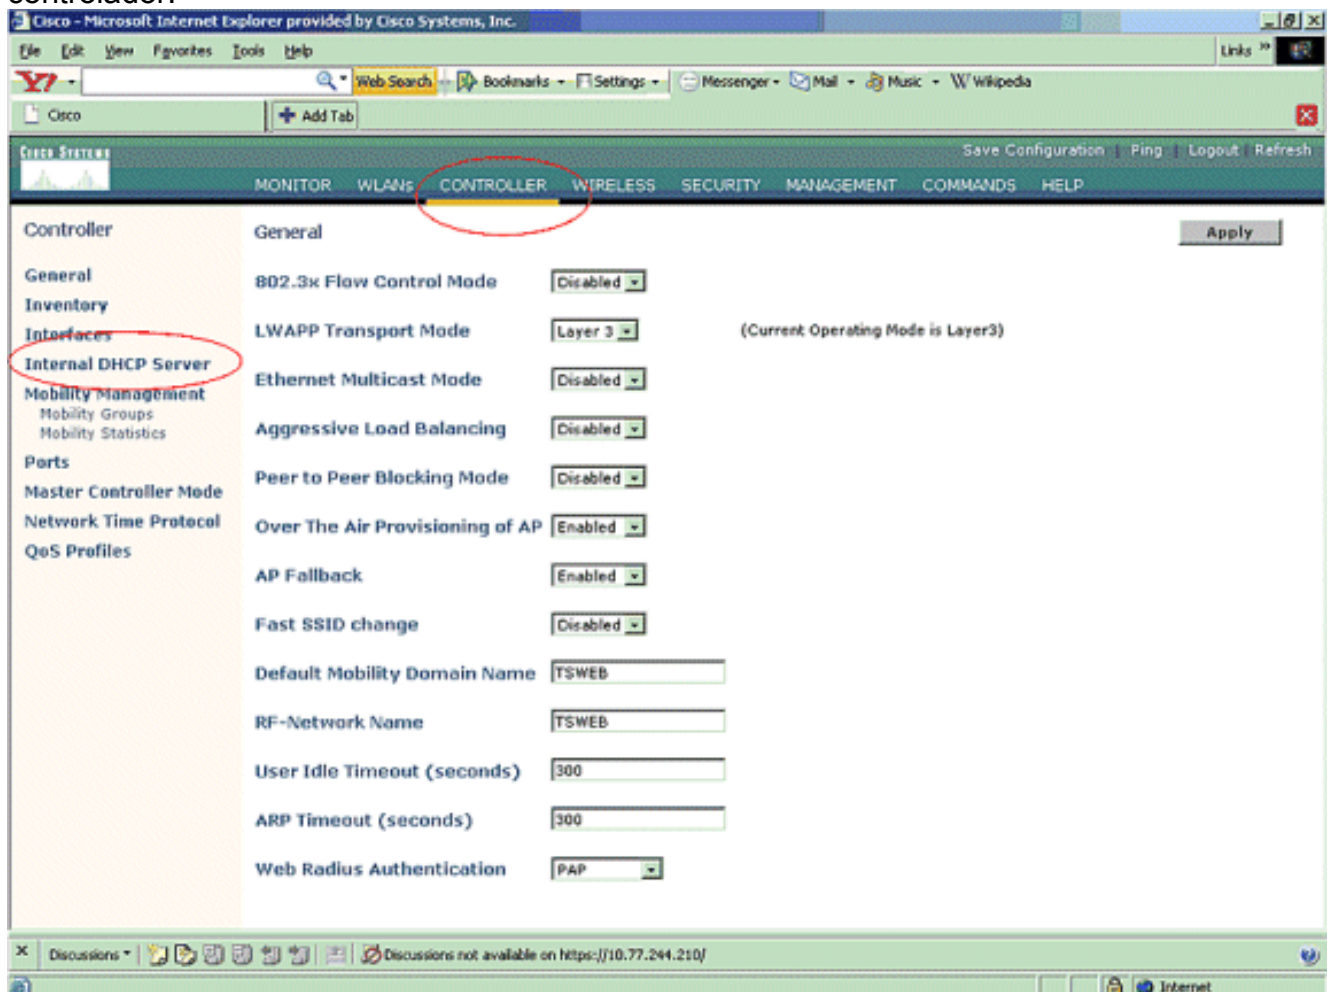 controlador.
Cisco - Microsoft Internet Explorer provided by Cisco Systems, Inc.
File Edit View Favorites Tools Help
Links »
Y7 -
Web Search
Bookmarks
Settings
Messenger
Mail
Music
W Wikipedia
Cisco
Add Tab
CISCO SYSTEMS
Save Configuration | Ping | Logout | Refresh
MONITOR WLANs CONTROLLER WIRELESS SECURITY MANAGEMENT COMMANDS HELP
Controller
General
Inventory
Interfaces
Internal DHCP Server
Mobility Management
Mobility Groups
Mobility Statistics
Ports
Master Controller Mode
Network Time Protocol
QoS Profiles
General
Apply
802.3x Flow Control Mode Disabled
LWAPP Transport Mode Layer 3 (Current Operating Mode is Layer3)
Ethernet Multicast Mode Disabled
Aggressive Load Balancing Disabled
Peer to Peer Blocking Mode Disabled
Over The Air Provisioning of AP Enabled
AP Fallback Enabled
Fast SSID change Disabled
Default Mobility Domain Name TSWEB
RF-Network Name TSWEB
User Idle Timeout (seconds) 300
ARP Timeout (seconds) 300
Web Radius Authentication PAP
Discussions
Discussions not available on https://10.77.244.210/
Internet